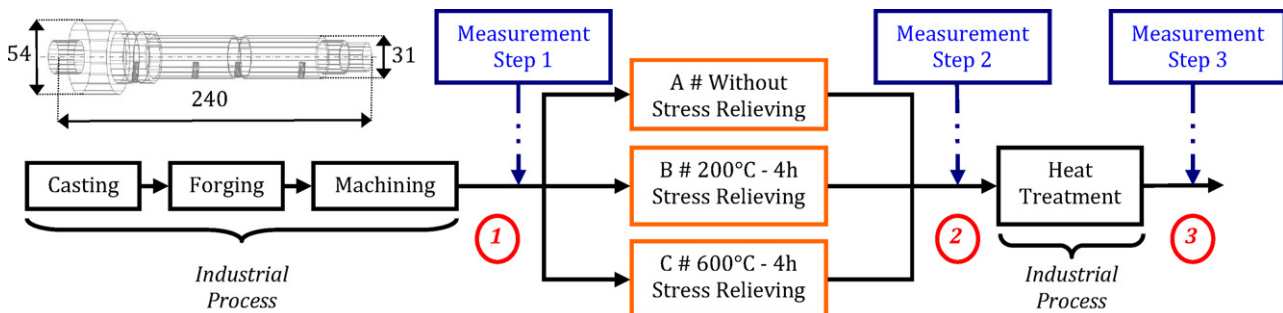 54
31
240
Measurement
Step 1
Measurement
Step 2
Measurement
Step 3
A # Without
Stress Relieving
Casting
Forging
Machining
B # 200°C - 4h
Stress Relieving
Heat
Treatment
1
2
3
C # 600°C - 4h
Stress Relieving
Industrial
Process
Industrial
Process